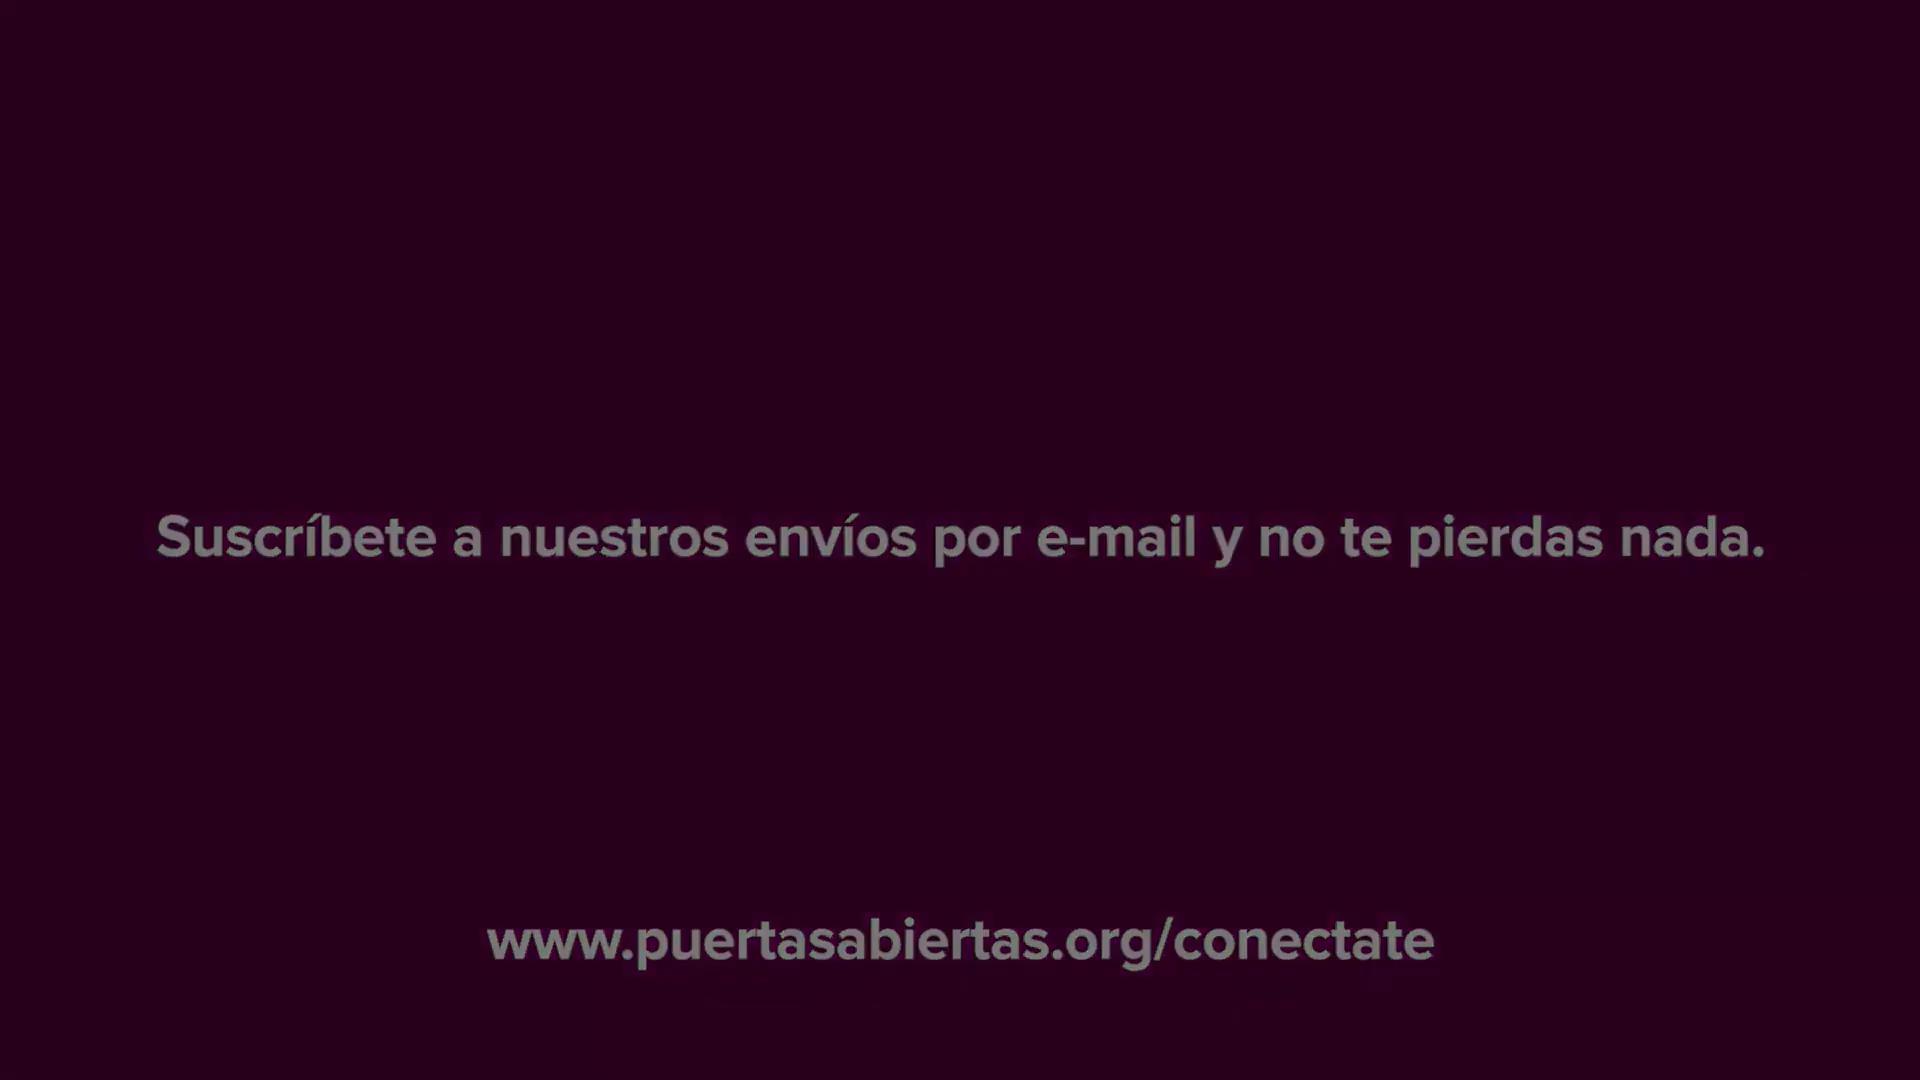 Suscríbete a nuestros envíos por e-mail y no te pierdas nada.
www.puertasabiertas.org/conectate